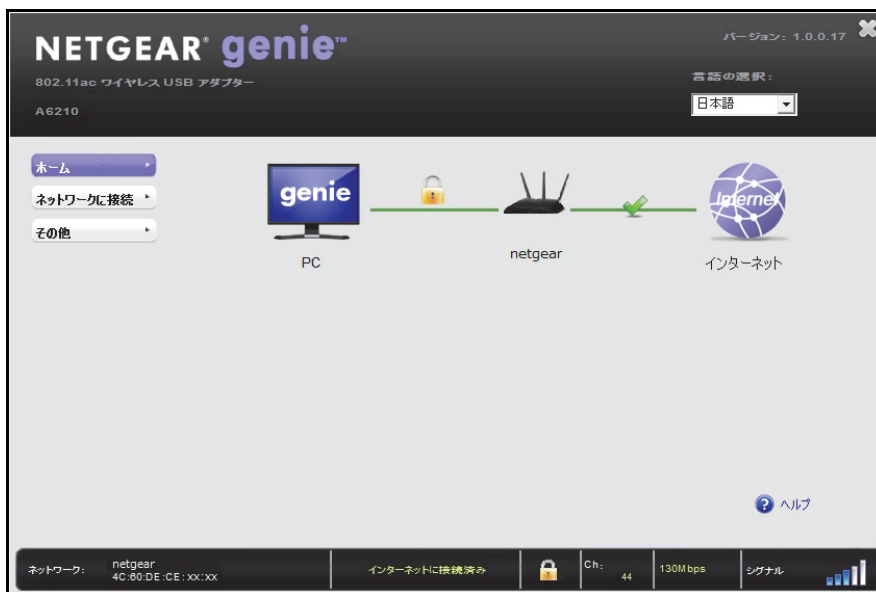 NETGEAR® genie™
バージョン: 1.0.0.17
802.11ac ワイヤレス USB アダプター
言語の選択:
A6210
日本語
ホーム
ネットワークに接続
その他
genie
Internet
PC
netgear
インターネット
? ヘルプ
ネットワーク: netgear
4C:60:DE:CE:XX:XX
インターネットに接続済み
Ch: 44
130Mbps
シグナル